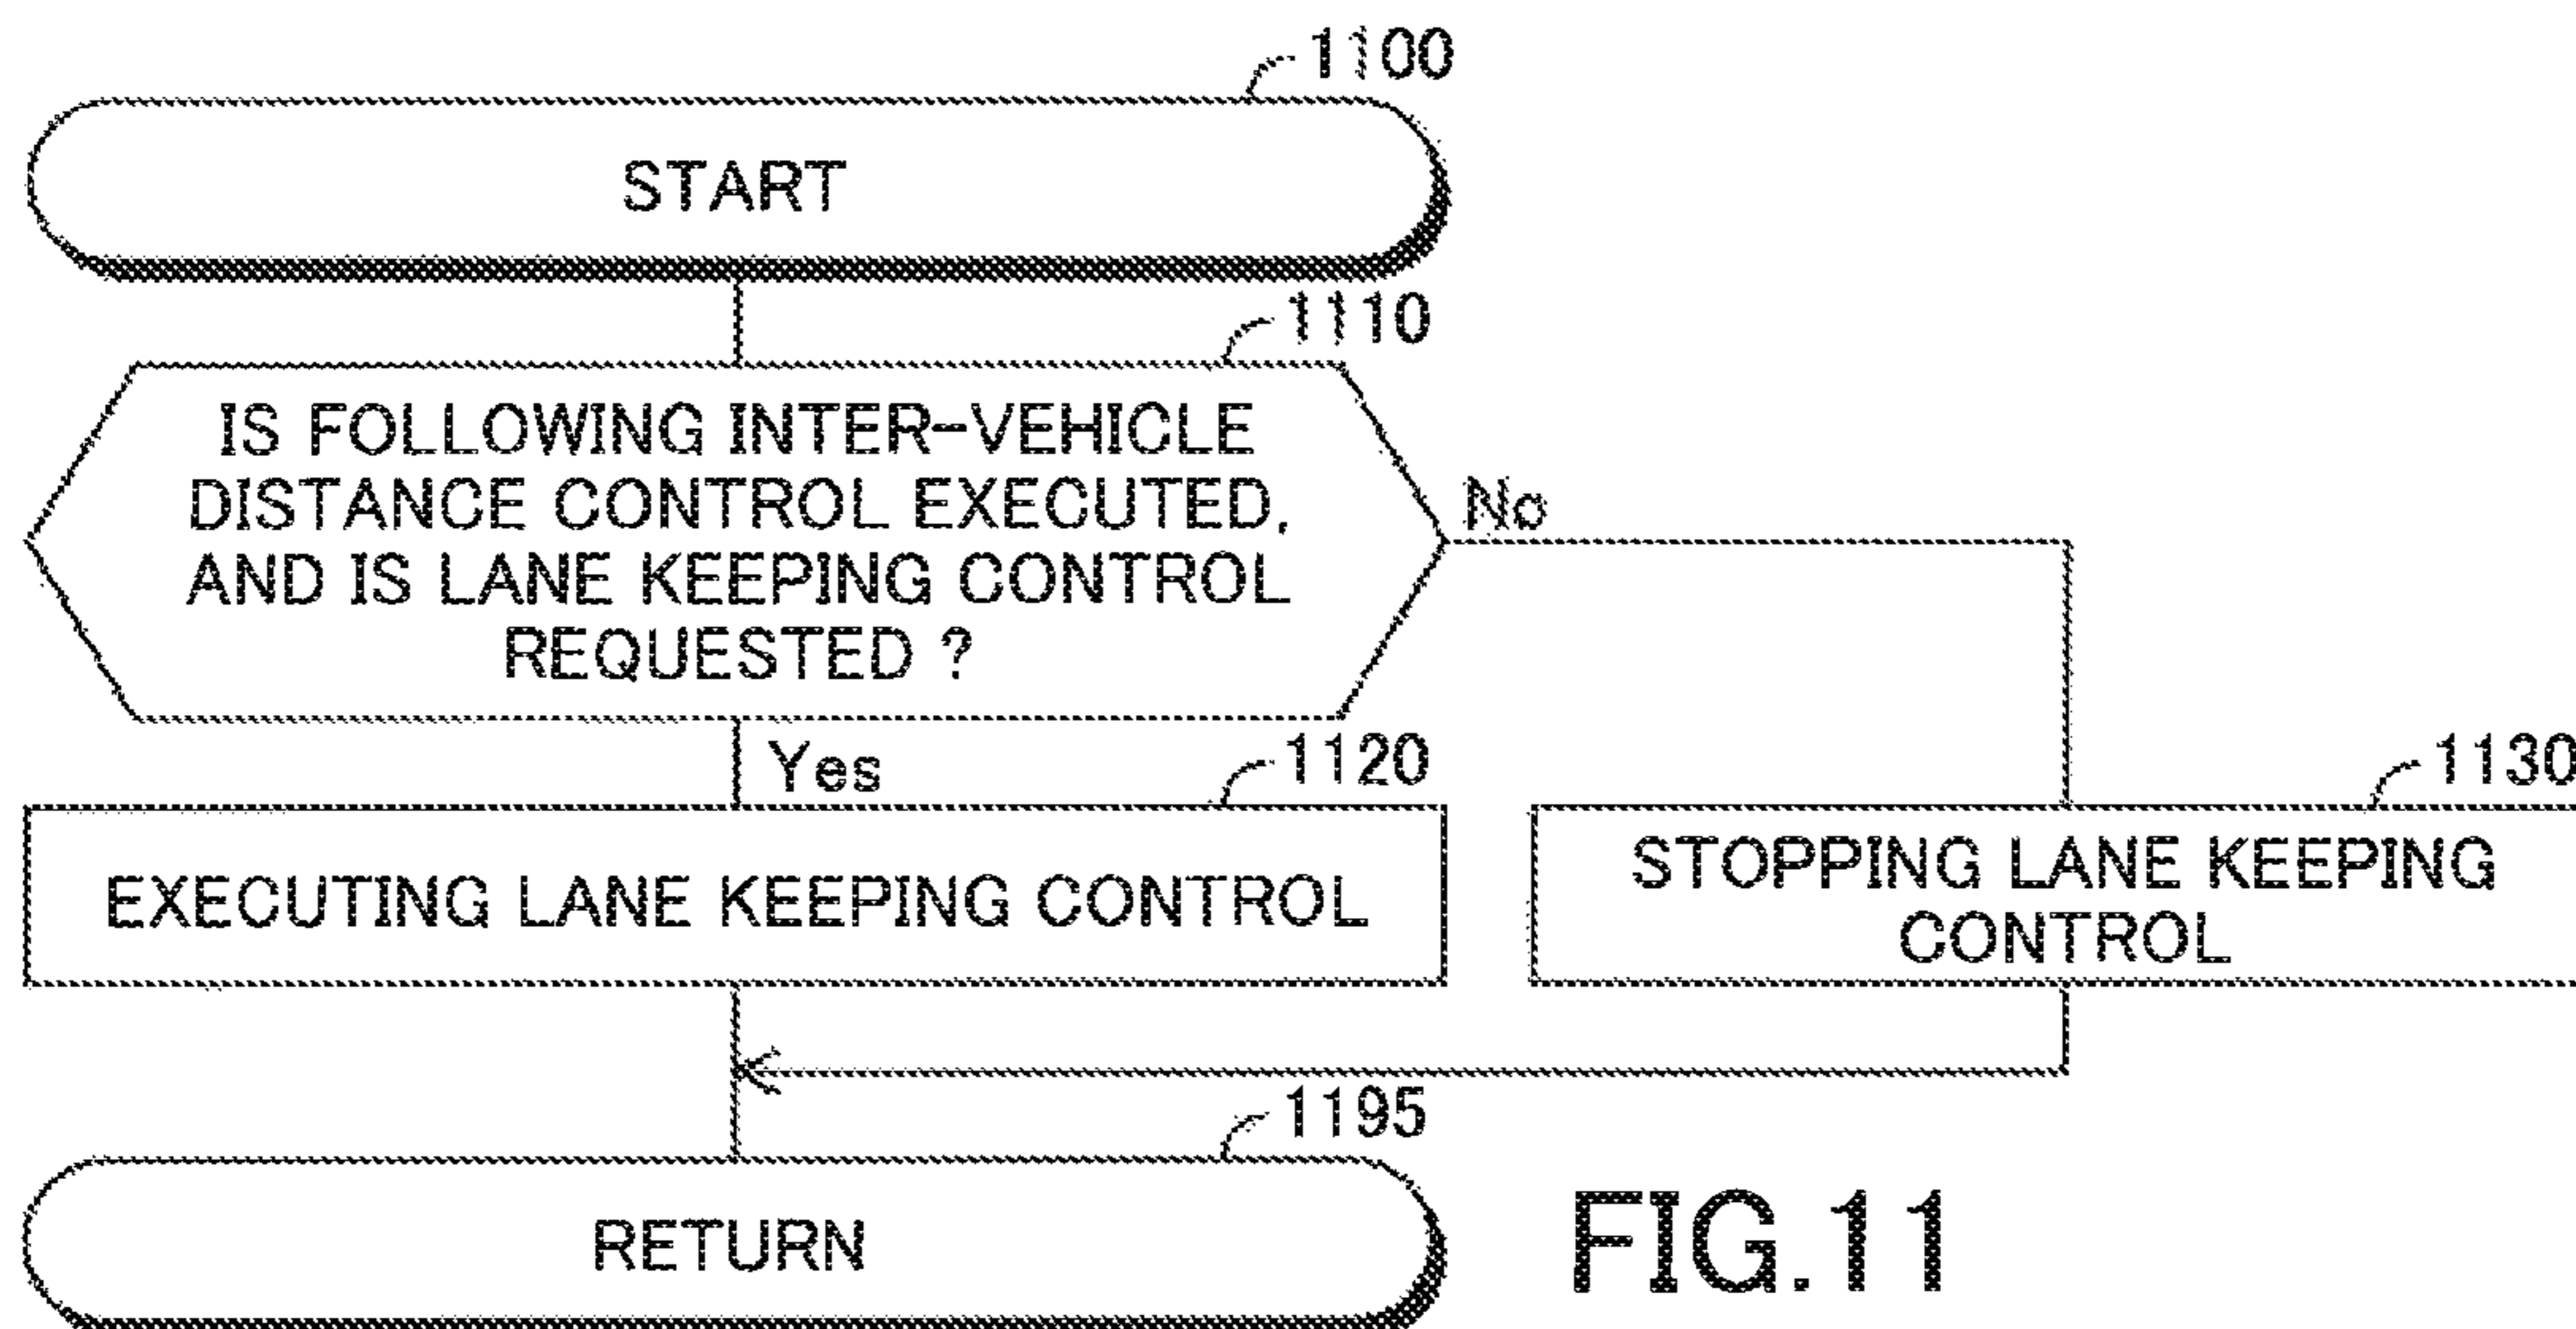 1100
START
1110
IS FOLLOWING INTER-VEHICLE
DISTANCE CONTROL EXECUTED,
AND IS LANE KEEPING CONTROL
REQUESTED ?
No
Yes
1120
EXECUTING LANE KEEPING CONTROL
1130
STOPPING LANE KEEPING
CONTROL
1195
RETURN
FIG.11